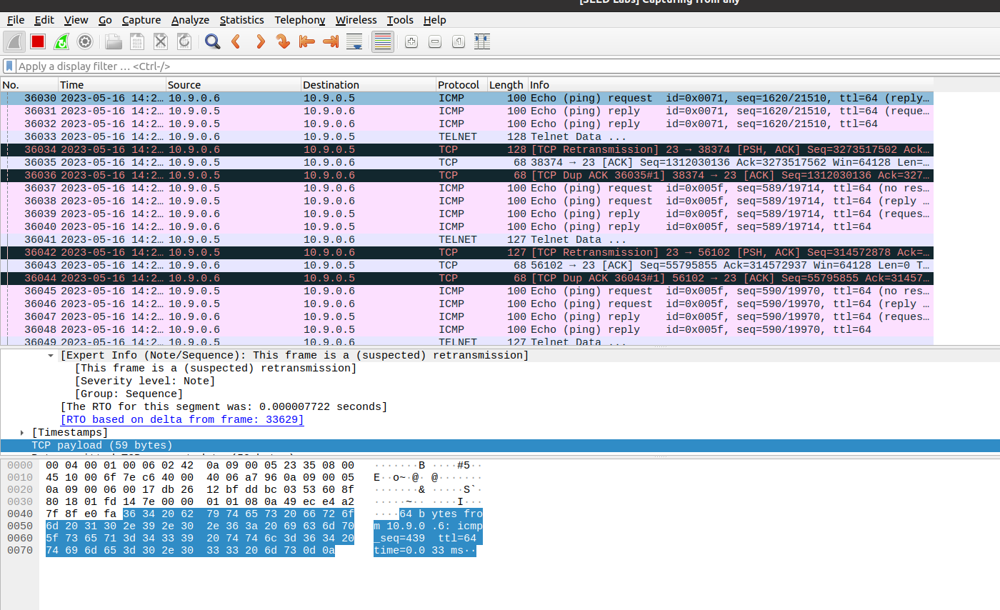 [SEED Labs] Capturing from any
File Edit View Go Capture Analyze Statistics Telephony Wireless Tools Help
Apply a display filter … <Ctrl-/>
No. Time Source Destination Protocol Length Info
36030 2023-05-16 14:2… 10.9.0.6 10.9.0.5 ICMP 100 Echo (ping) request id=0x0071, seq=1620/21510, ttl=64 (reply…
36031 2023-05-16 14:2… 10.9.0.5 10.9.0.6 ICMP 100 Echo (ping) reply id=0x0071, seq=1620/21510, ttl=64 (reque…
36032 2023-05-16 14:2… 10.9.0.5 10.9.0.6 ICMP 100 Echo (ping) reply id=0x0071, seq=1620/21510, ttl=64
36033 2023-05-16 14:2… 10.9.0.6 10.9.0.5 TELNET 128 Telnet Data ...
36034 2023-05-16 14:2… 10.9.0.6 10.9.0.5 TCP 128 [TCP Retransmission] 23 → 38374 [PSH, ACK] Seq=3273517502 Ack…
36035 2023-05-16 14:2… 10.9.0.5 10.9.0.6 TCP 68 38374 → 23 [ACK] Seq=1312030136 Ack=3273517562 Win=64128 Len=…
36036 2023-05-16 14:2… 10.9.0.5 10.9.0.6 TCP 68 [TCP Dup ACK 36035#1] 38374 → 23 [ACK] Seq=1312030136 Ack=327…
36037 2023-05-16 14:2… 10.9.0.5 10.9.0.6 ICMP 100 Echo (ping) request id=0x005f, seq=589/19714, ttl=64 (no res…
36038 2023-05-16 14:2… 10.9.0.5 10.9.0.6 ICMP 100 Echo (ping) request id=0x005f, seq=589/19714, ttl=64 (reply …
36039 2023-05-16 14:2… 10.9.0.6 10.9.0.5 ICMP 100 Echo (ping) reply id=0x005f, seq=589/19714, ttl=64 (reques…
36040 2023-05-16 14:2… 10.9.0.6 10.9.0.5 ICMP 100 Echo (ping) reply id=0x005f, seq=589/19714, ttl=64
36041 2023-05-16 14:2… 10.9.0.5 10.9.0.6 TELNET 127 Telnet Data ...
36042 2023-05-16 14:2… 10.9.0.5 10.9.0.6 TCP 127 [TCP Retransmission] 23 → 56102 [PSH, ACK] Seq=314572878 Ack=…
36043 2023-05-16 14:2… 10.9.0.6 10.9.0.5 TCP 68 56102 → 23 [ACK] Seq=55795855 Ack=314572937 Win=64128 Len=0 T…
36044 2023-05-16 14:2… 10.9.0.6 10.9.0.5 TCP 68 [TCP Dup ACK 36043#1] 56102 → 23 [ACK] Seq=55795855 Ack=31457…
36045 2023-05-16 14:2… 10.9.0.5 10.9.0.6 ICMP 100 Echo (ping) request id=0x005f, seq=590/19970, ttl=64 (no res…
36046 2023-05-16 14:2… 10.9.0.5 10.9.0.6 ICMP 100 Echo (ping) request id=0x005f, seq=590/19970, ttl=64 (reply …
36047 2023-05-16 14:2… 10.9.0.6 10.9.0.5 ICMP 100 Echo (ping) reply id=0x005f, seq=590/19970, ttl=64 (reques…
36048 2023-05-16 14:2… 10.9.0.6 10.9.0.5 ICMP 100 Echo (ping) reply id=0x005f, seq=590/19970, ttl=64
36049 2023-05-16 14:2… 10.9.0.5 10.9.0.6 TELNET 127 Telnet Data ...
[Expert Info (Note/Sequence): This frame is a (suspected) retransmission]
[This frame is a (suspected) retransmission]
[Severity level: Note]
[Group: Sequence]
[The RTO for this segment was: 0.000007722 seconds]
[RTO based on delta from frame: 33629]
[Timestamps]
TCP payload (59 bytes)
0000 00 04 00 01 00 06 02 42 0a 09 00 05 23 35 08 00 ·······B ····#5··
0010 45 10 00 6f 7e c6 40 00 40 06 a7 96 0a 09 00 05 E··o~·@· @·······
0020 0a 09 00 06 00 17 db 26 12 bf dd bc 03 53 60 8f ·······& ·····S`·
0030 80 18 01 fd 14 7e 00 00 01 01 08 0a 49 ec e4 a2 ·····~·· ····I···
0040 7f 8f e0 fa 36 34 20 62 79 74 65 73 20 66 72 6f ····64 b ytes fro
0050 6d 20 31 30 2e 39 2e 30 2e 36 3a 20 69 63 6d 70 m 10.9.0 .6: icmp
0060 5f 73 65 71 3d 34 33 39 20 74 74 6c 3d 36 34 20 _seq=439 ttl=64
0070 74 69 6d 65 3d 30 2e 30 33 33 20 6d 73 0d 0a time=0.0 33 ms··